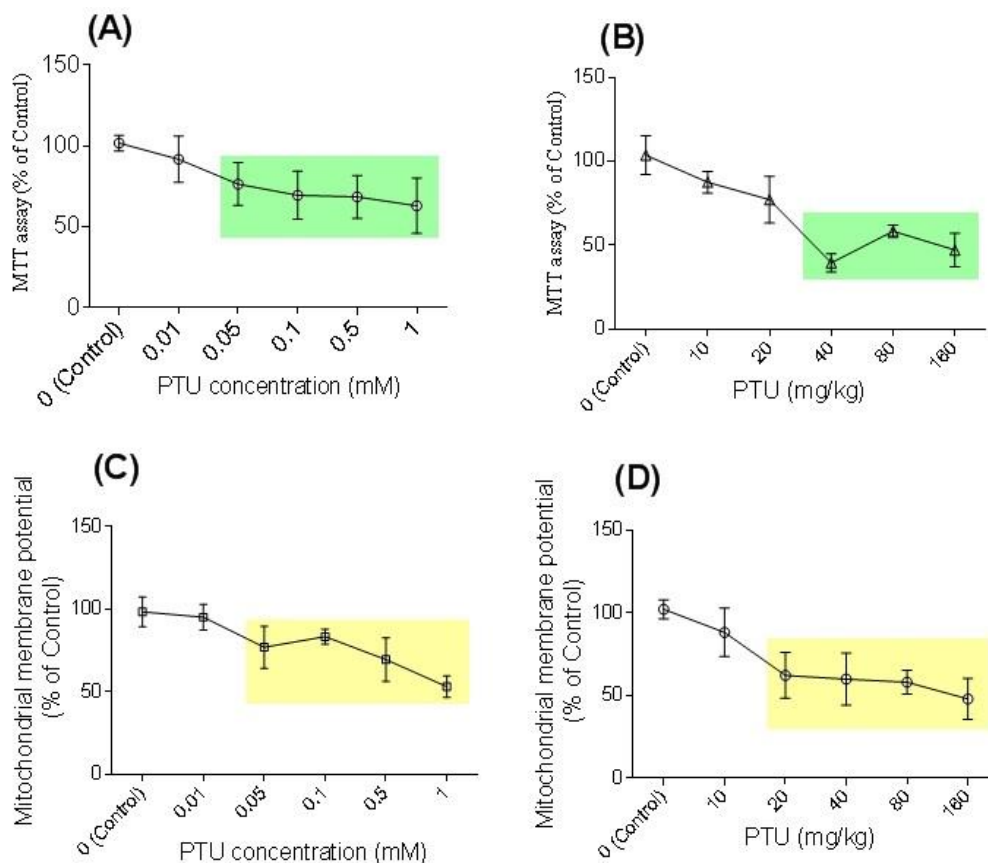 (A)
MTT assay (% of Control)
150
100
50
0
0 (Control)
0.01
0.05
0.1
0.5
1
PTU concentration (mM)
(B)
MTT assay (% of Control)
150
100
50
0
0 (Control)
10
20
40
80
160
PTU (mg/kg)
(C)
Mitochondrial membrane potential
(% of Control)
150
100
50
0
0 (Control)
0.01
0.05
0.1
0.5
1
PTU concentration (mM)
(D)
Mitochondrial membrane potential
(% of Control)
150
100
50
0
0 (Control)
10
20
40
80
160
PTU (mg/kg)